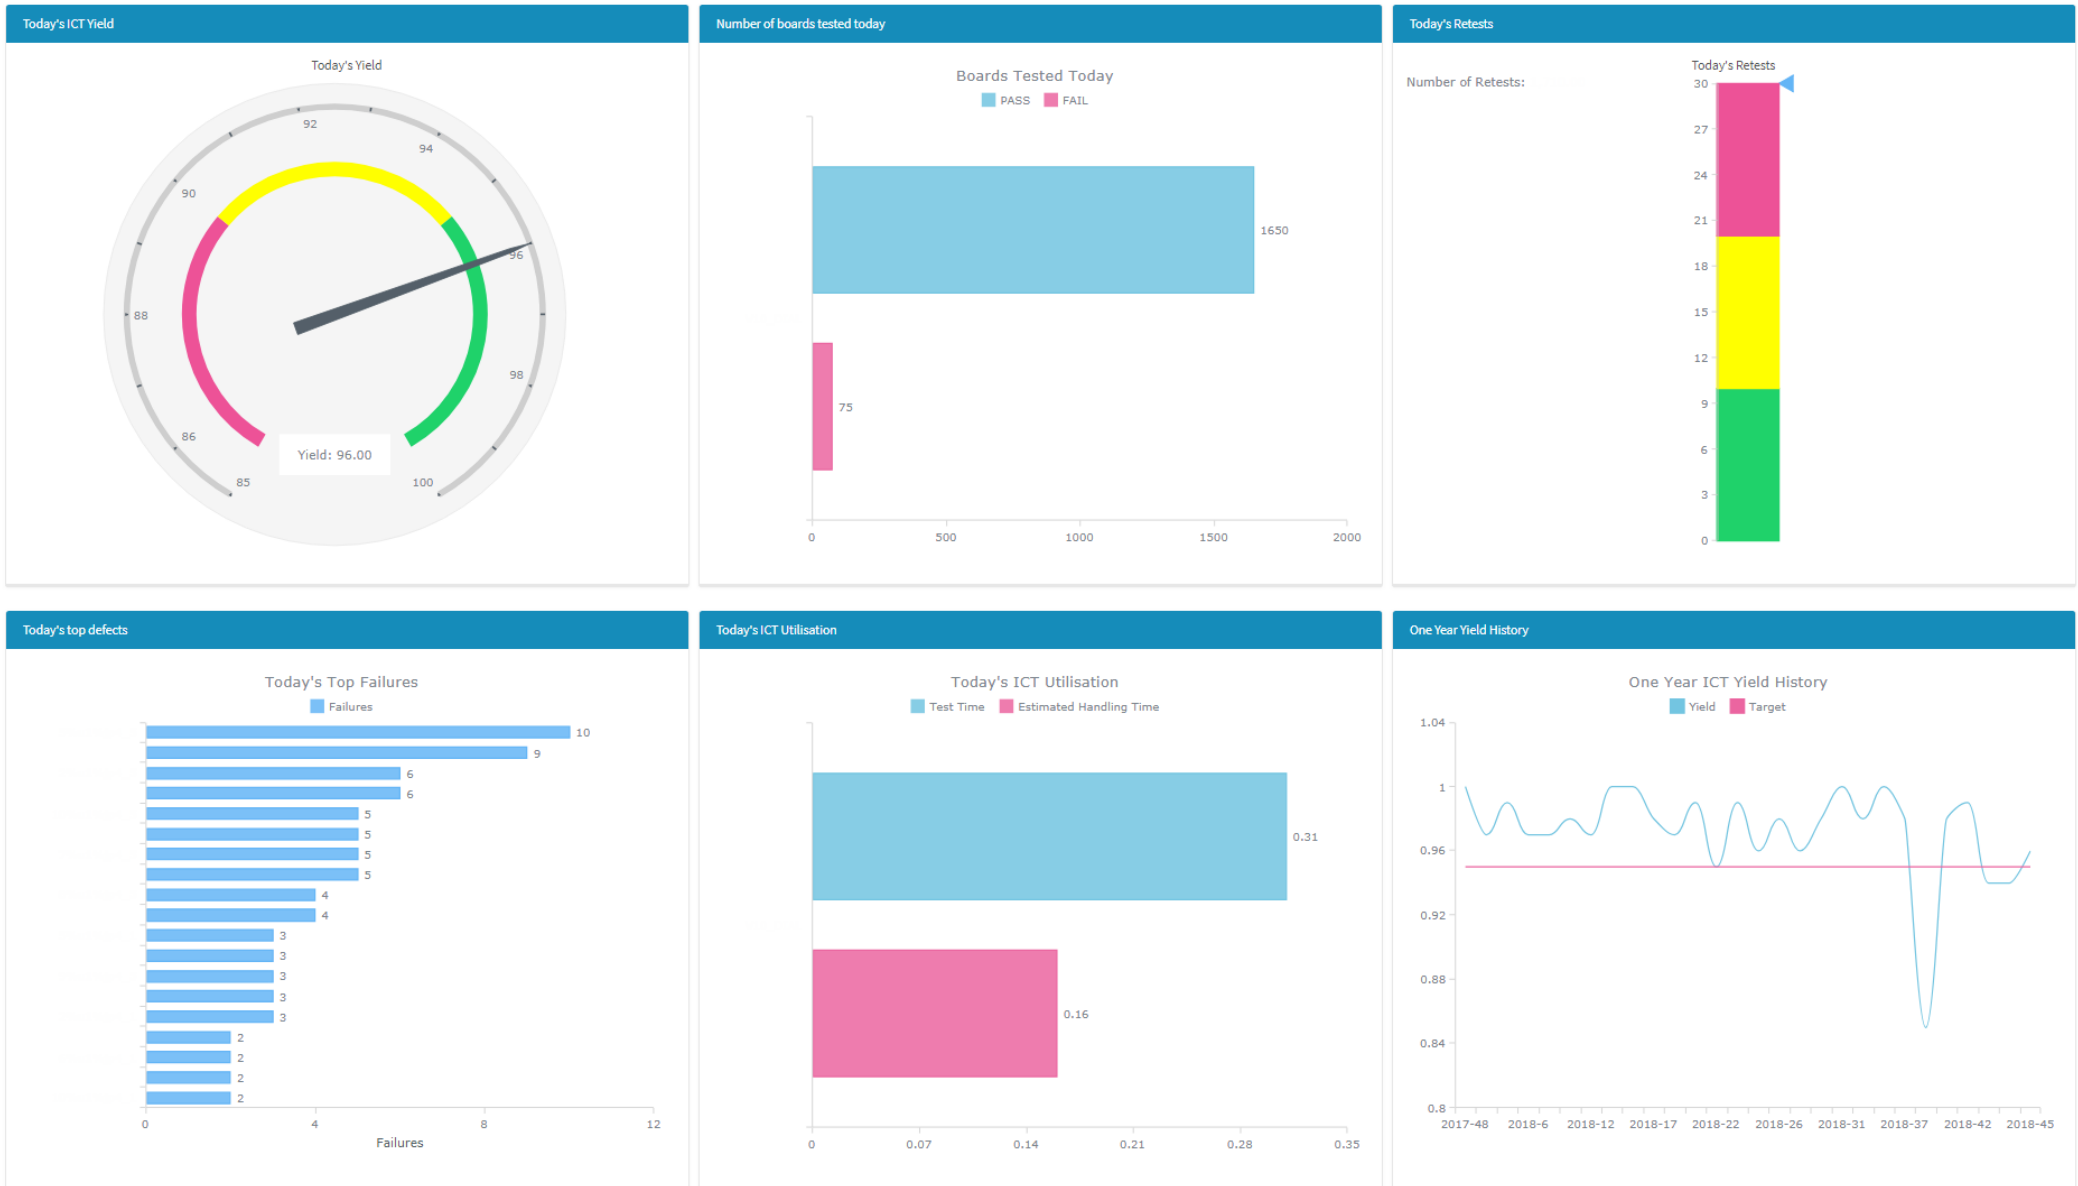 Today's ICT Yield
Today's Yield
92
94
90
96
88
98
86
Yield: 96.00
85
100
Number of boards tested today
Boards Tested Today
PASS FAIL
1650
75
0 500 1000 1500 2000
Today's Retests
Today's Retests
Number of Retests:
30
27
24
21
18
15
12
9
6
3
0
Today's top defects
Today's Top Failures
Failures
10
9
6
6
5
5
5
5
4
4
3
3
3
3
3
2
2
2
2
0 4 8 12
Failures
Today's ICT Utilisation
Today's ICT Utilisation
Test Time Estimated Handling Time
0.31
0.16
0 0.07 0.14 0.21 0.28 0.35
One Year Yield History
One Year ICT Yield History
Yield Target
1.04
1
0.96
0.92
0.88
0.84
0.8
2017-48 2018-6 2018-12 2018-17 2018-22 2018-26 2018-31 2018-37 2018-42 2018-45